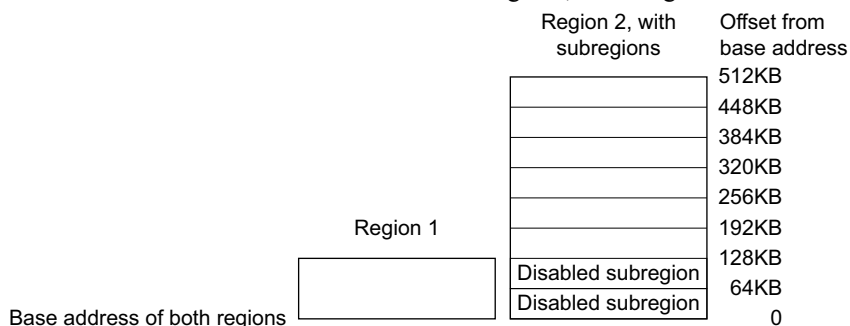 Region 2, with
subregions
Offset from
base address
512KB
448KB
384KB
320KB
256KB
Region 1
192KB
128KB
Disabled subregion
64KB
Disabled subregion
Base address of both regions
0